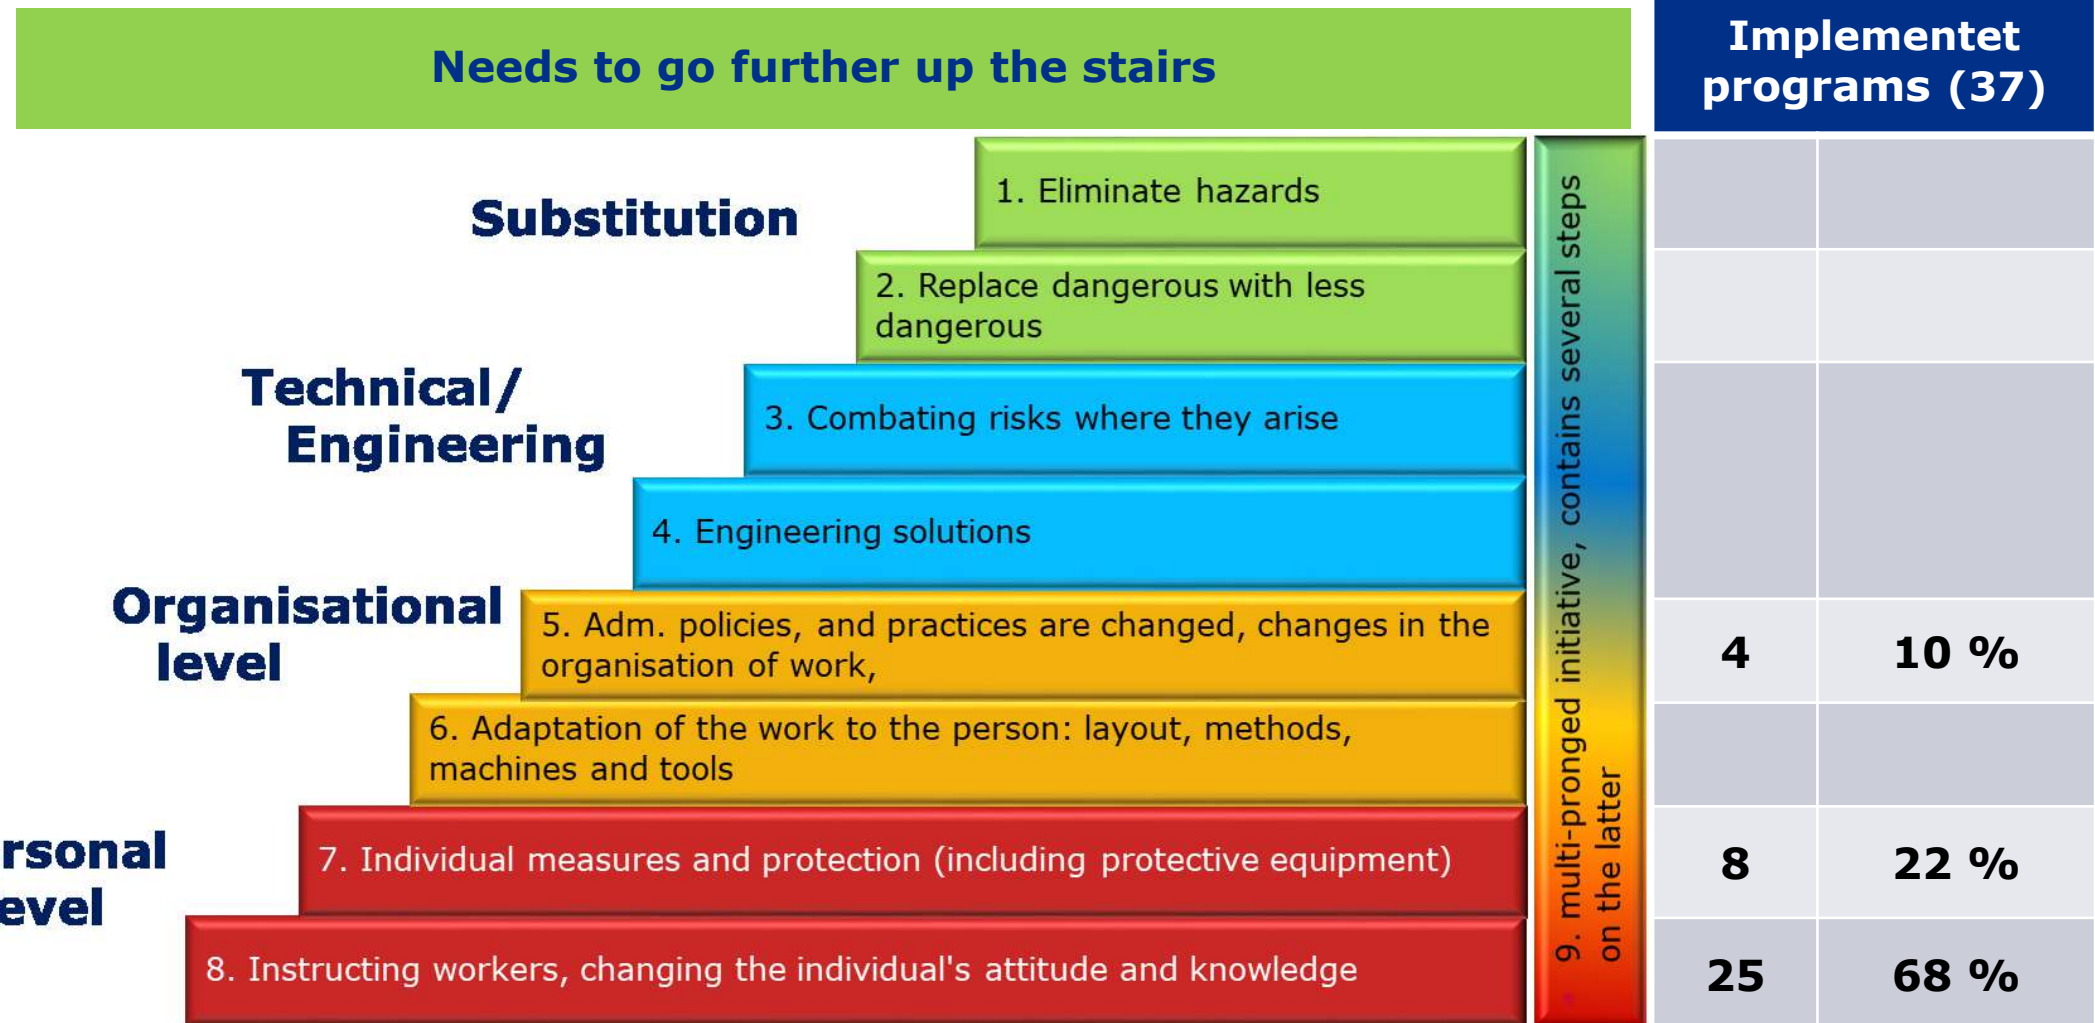 Needs to go further up the stairs
Implementet
programs (37)
Substitution
1. Eliminate hazards
2. Replace dangerous with less
dangerous
Technical/
Engineering
3. Combating risks where they arise
4. Engineering solutions
Organisational
level
5. Adm. policies, and practices are changed, changes in the
organisation of work,
4 10 %
6. Adaptation of the work to the person: layout, methods,
machines and tools
rsonal
evel
7. Individual measures and protection (including protective equipment)
8 22 %
8. Instructing workers, changing the individual's attitude and knowledge
25 68 %
9. multi-pronged initiative, contains several steps
on the latter